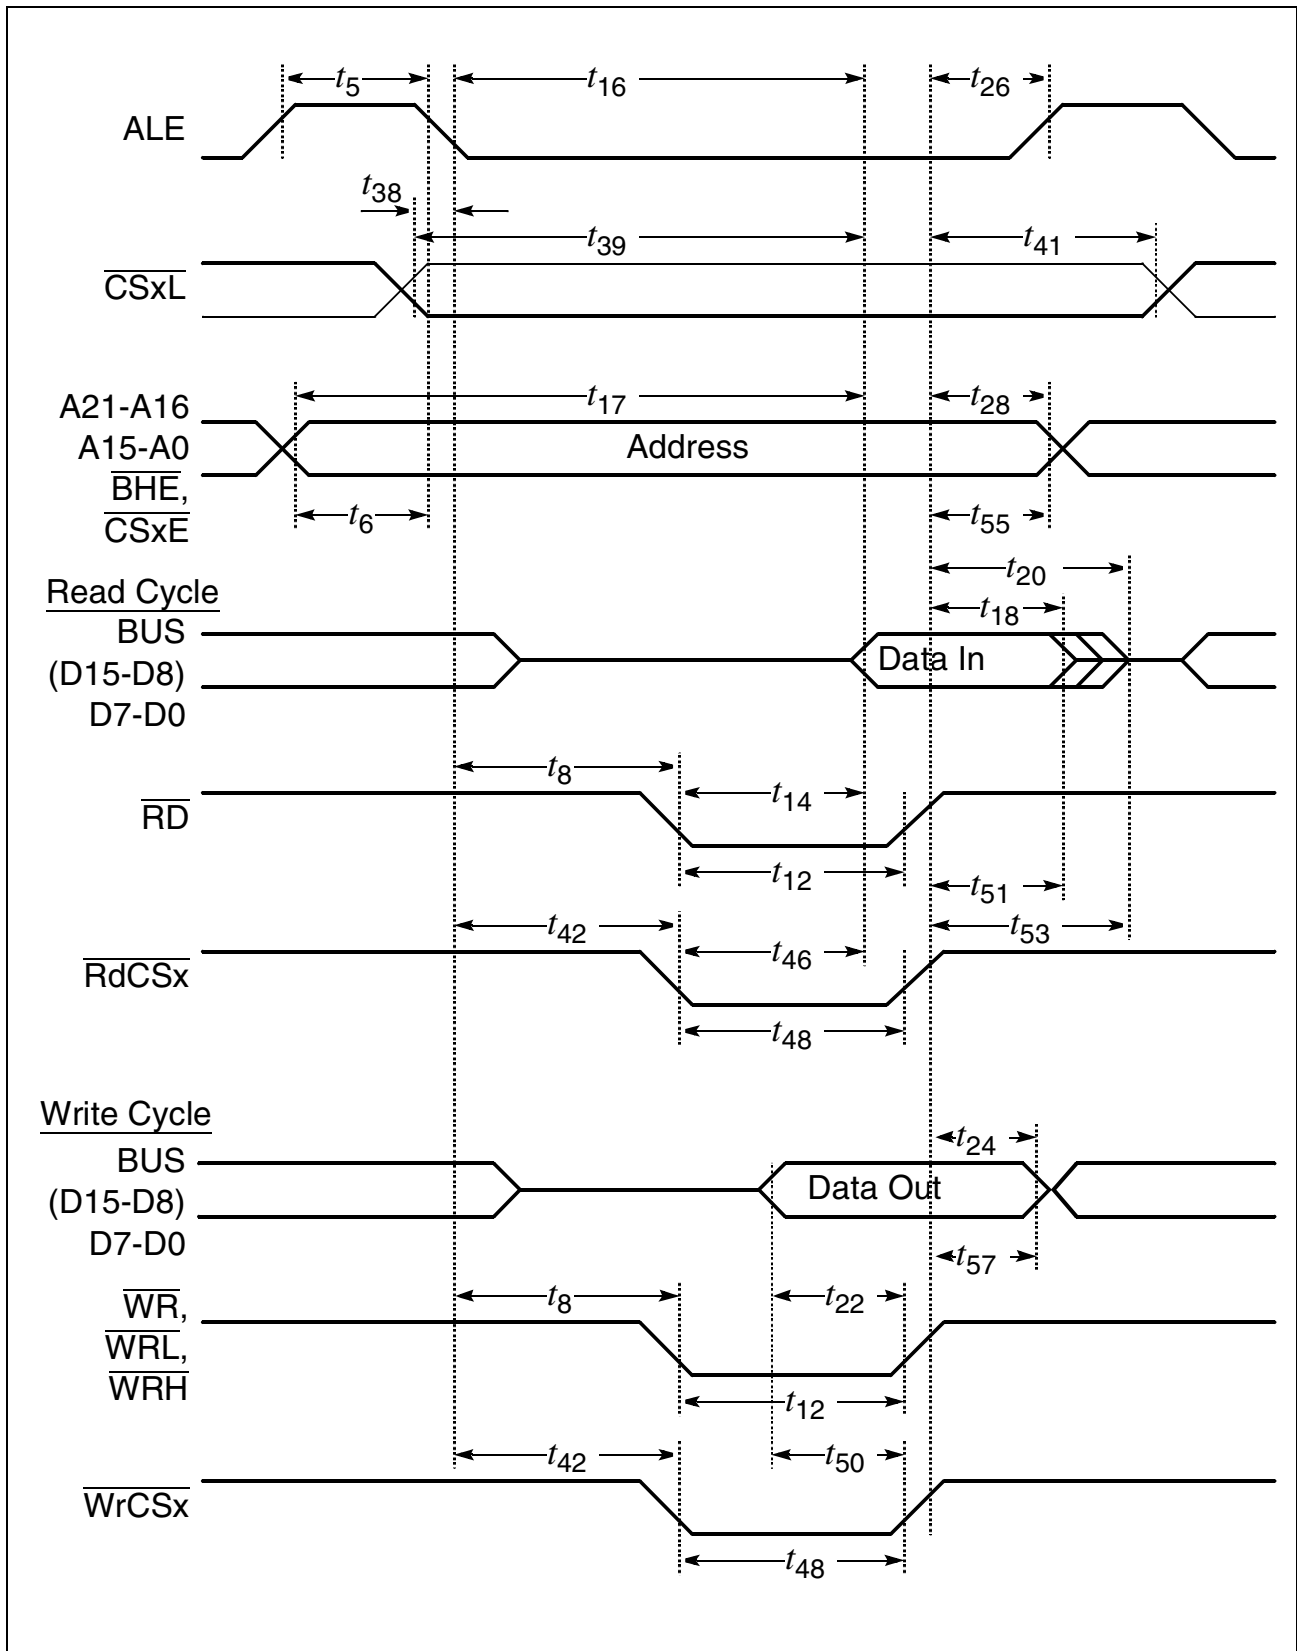 t5
t16
t26
ALE
t38
t39
t41
CSxL
t17
t28
A21-A16
A15-A0
Address
BHE,
CSxE
t6
t55
t20
Read Cycle
t18
BUS
(D15-D8)
Data In
D7-D0
t8
t14
RD
t12
t51
t42
t53
t46
RdCSx
t48
Write Cycle
t24
BUS
(D15-D8)
Data Out
D7-D0
t57
WR,
t8
t22
WRL,
WRH
t12
t42
t50
WrCSx
t48